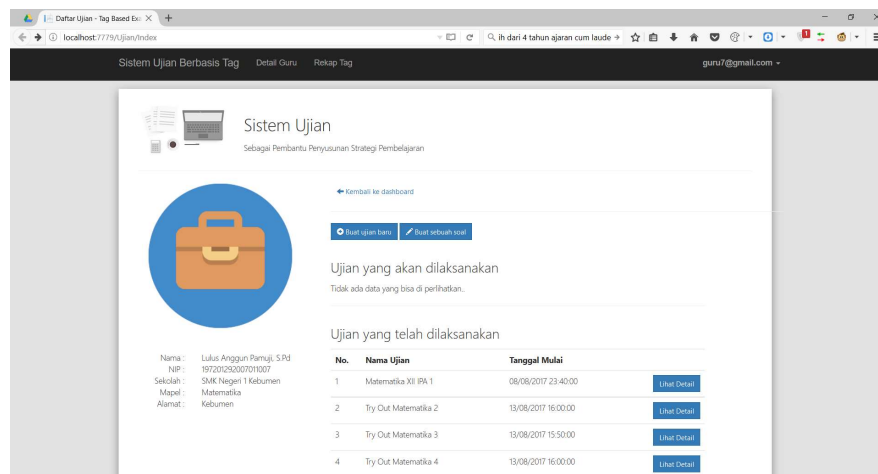 Daftar Ujian - Tag Based Exa
localhost:7779/Ujian/Index
ih dari 4 tahun ajaran cum laude
Sistem Ujian Berbasis Tag
Detail Guru
Rekap Tag
guru7@gmail.com
Sistem Ujian
Sebagai Pembantu Penyusunan Strategi Pembelajaran
Kembali ke dashboard
Buat ujian baru
Buat sebuah soal
Ujian yang akan dilaksanakan
Tidak ada data yang bisa di perlihatkan..
Ujian yang telah dilaksanakan
Nama : Lulus Anggun Pamuji, S.Pd
NIP : 197201292007011007
Sekolah : SMK Negeri 1 Kebumen
Mapel : Matematika
Alamat : Kebumen
No. Nama Ujian Tanggal Mulai
1 Matematika XII IPA 1 08/08/2017 23:40:00 Lihat Detail
2 Try Out Matematika 2 13/08/2017 16:00:00 Lihat Detail
3 Try Out Matematika 3 13/08/2017 15:50:00 Lihat Detail
4 Try Out Matematika 4 13/08/2017 16:00:00 Lihat Detail